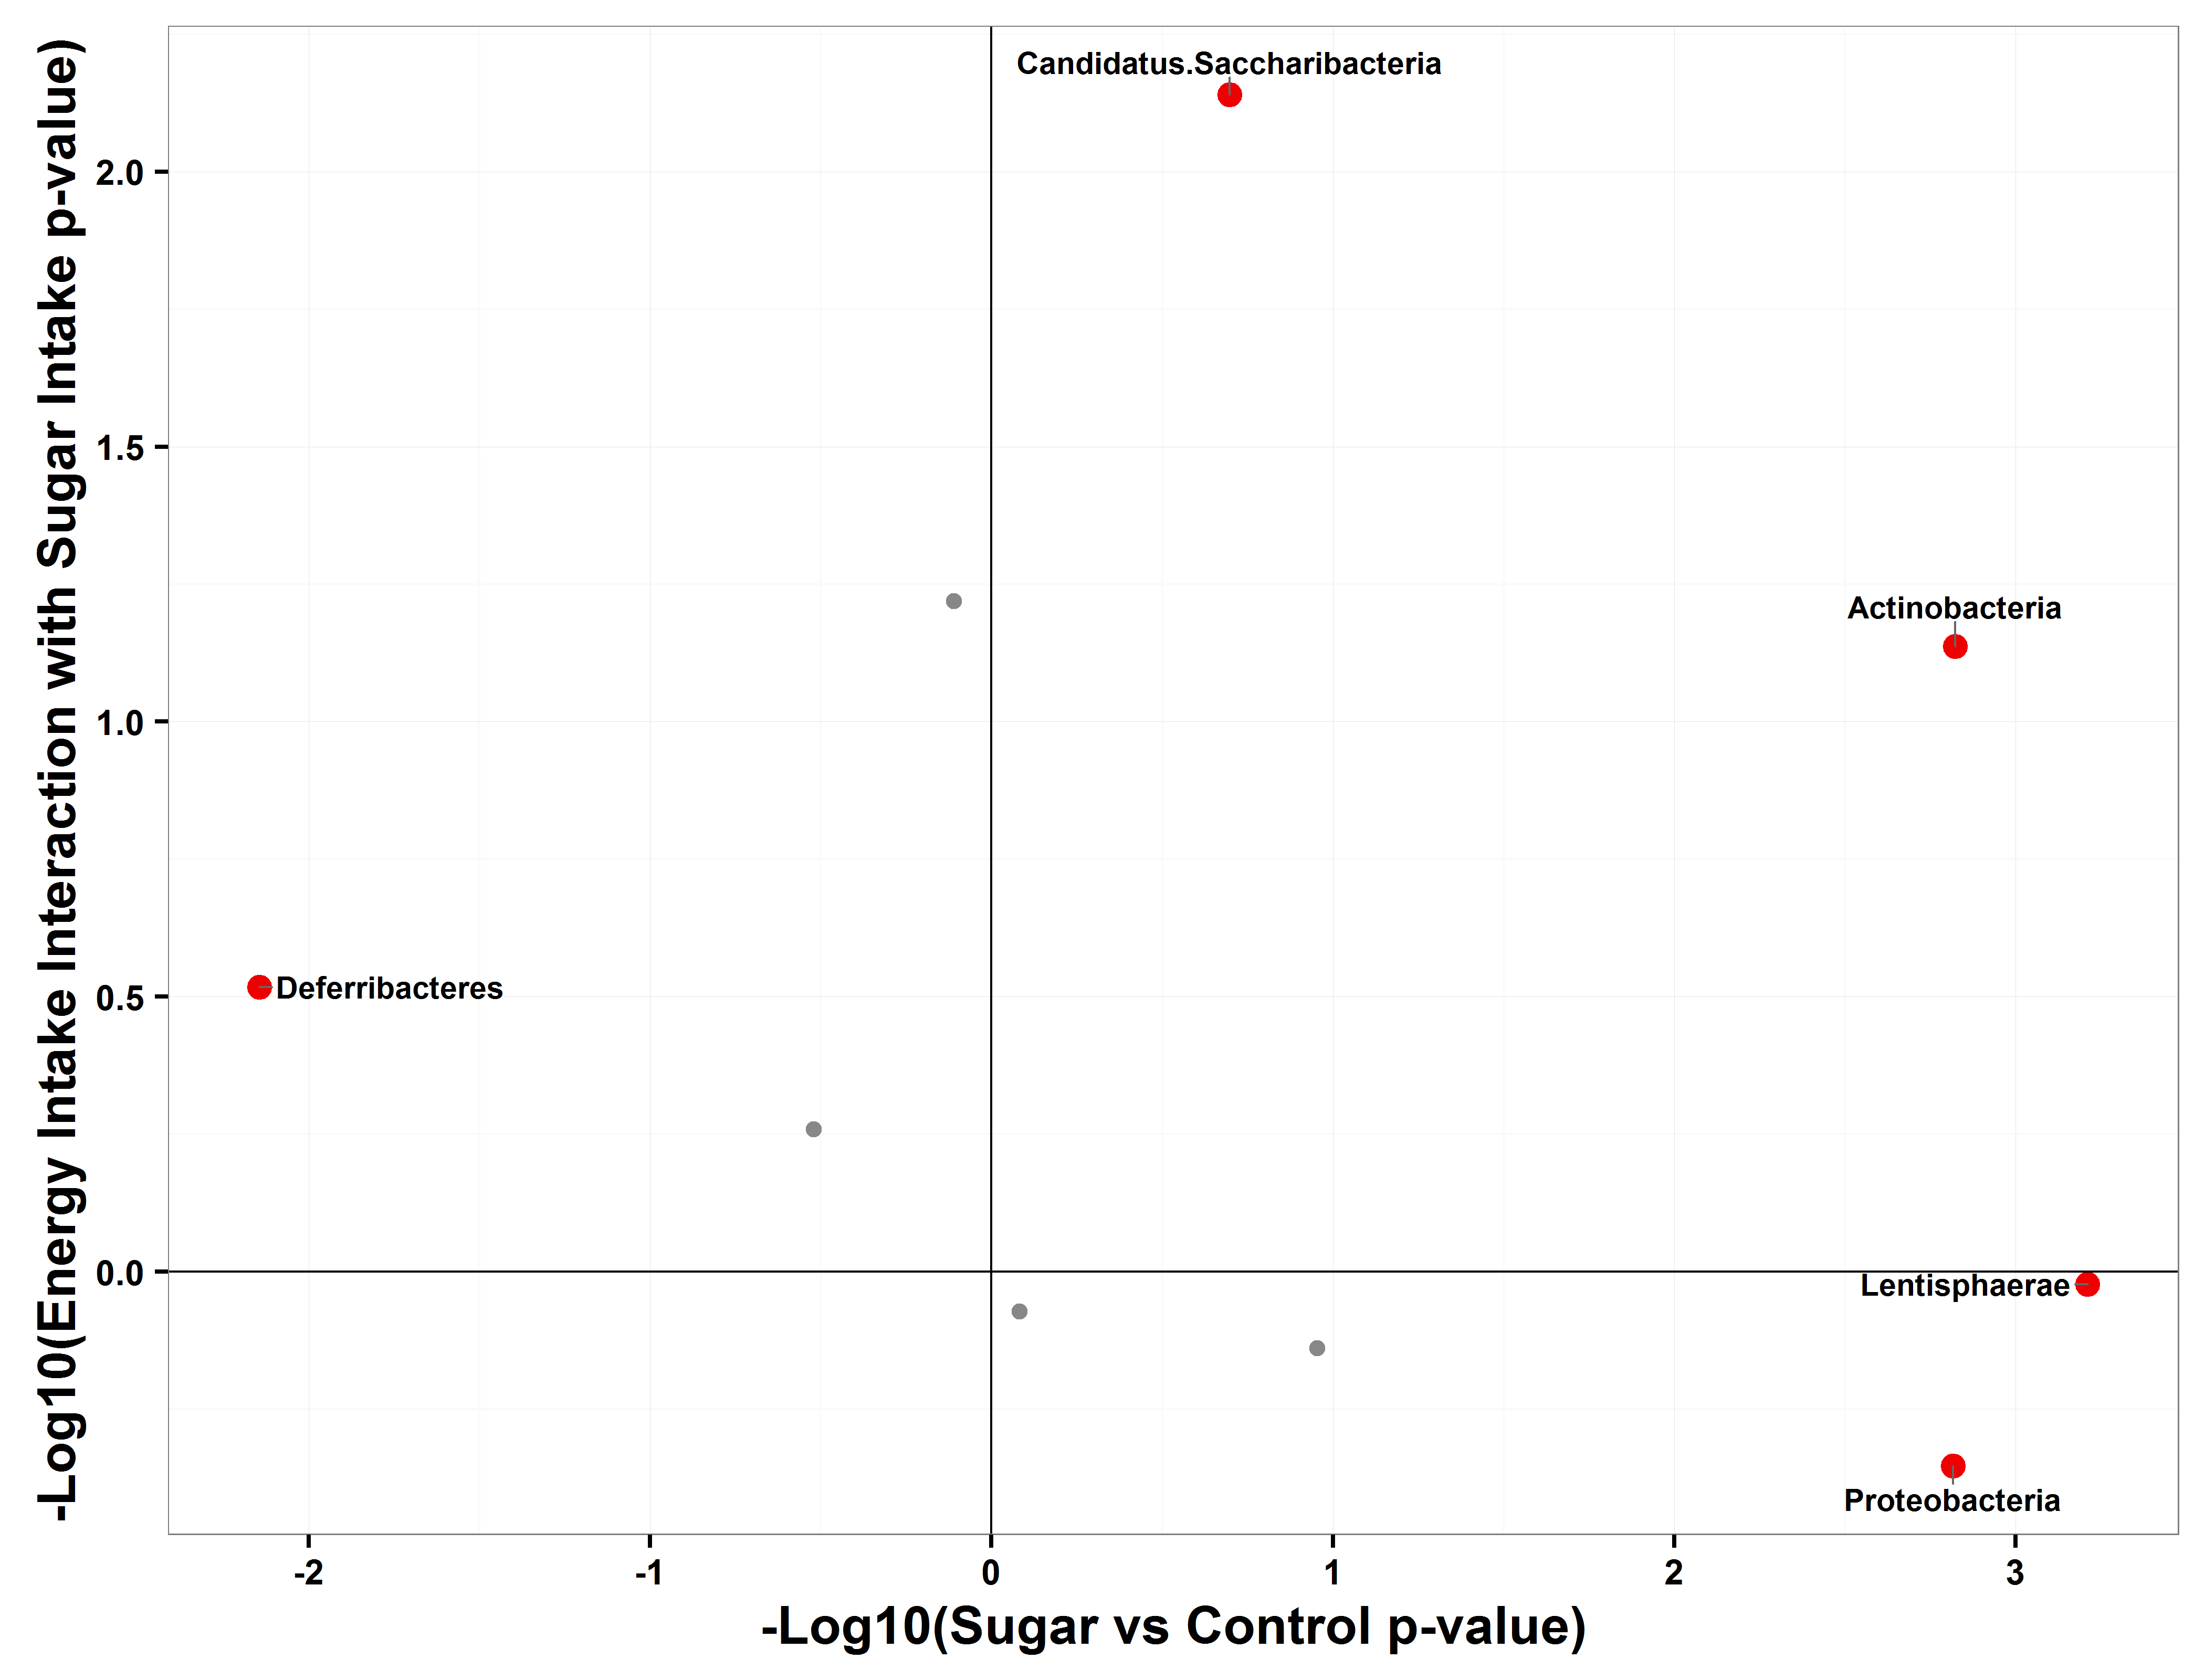 -Log10(Energy Intake Interaction with Sugar Intake p-value)
Candidatus.Saccharibacteria
2.0
1.5
Actinobacteria
1.0
Deferribacteres
0.5
0.0
Lentisphaerae
Proteobacteria
-2 -1 0 1 2 3
-Log10(Sugar vs Control p-value)